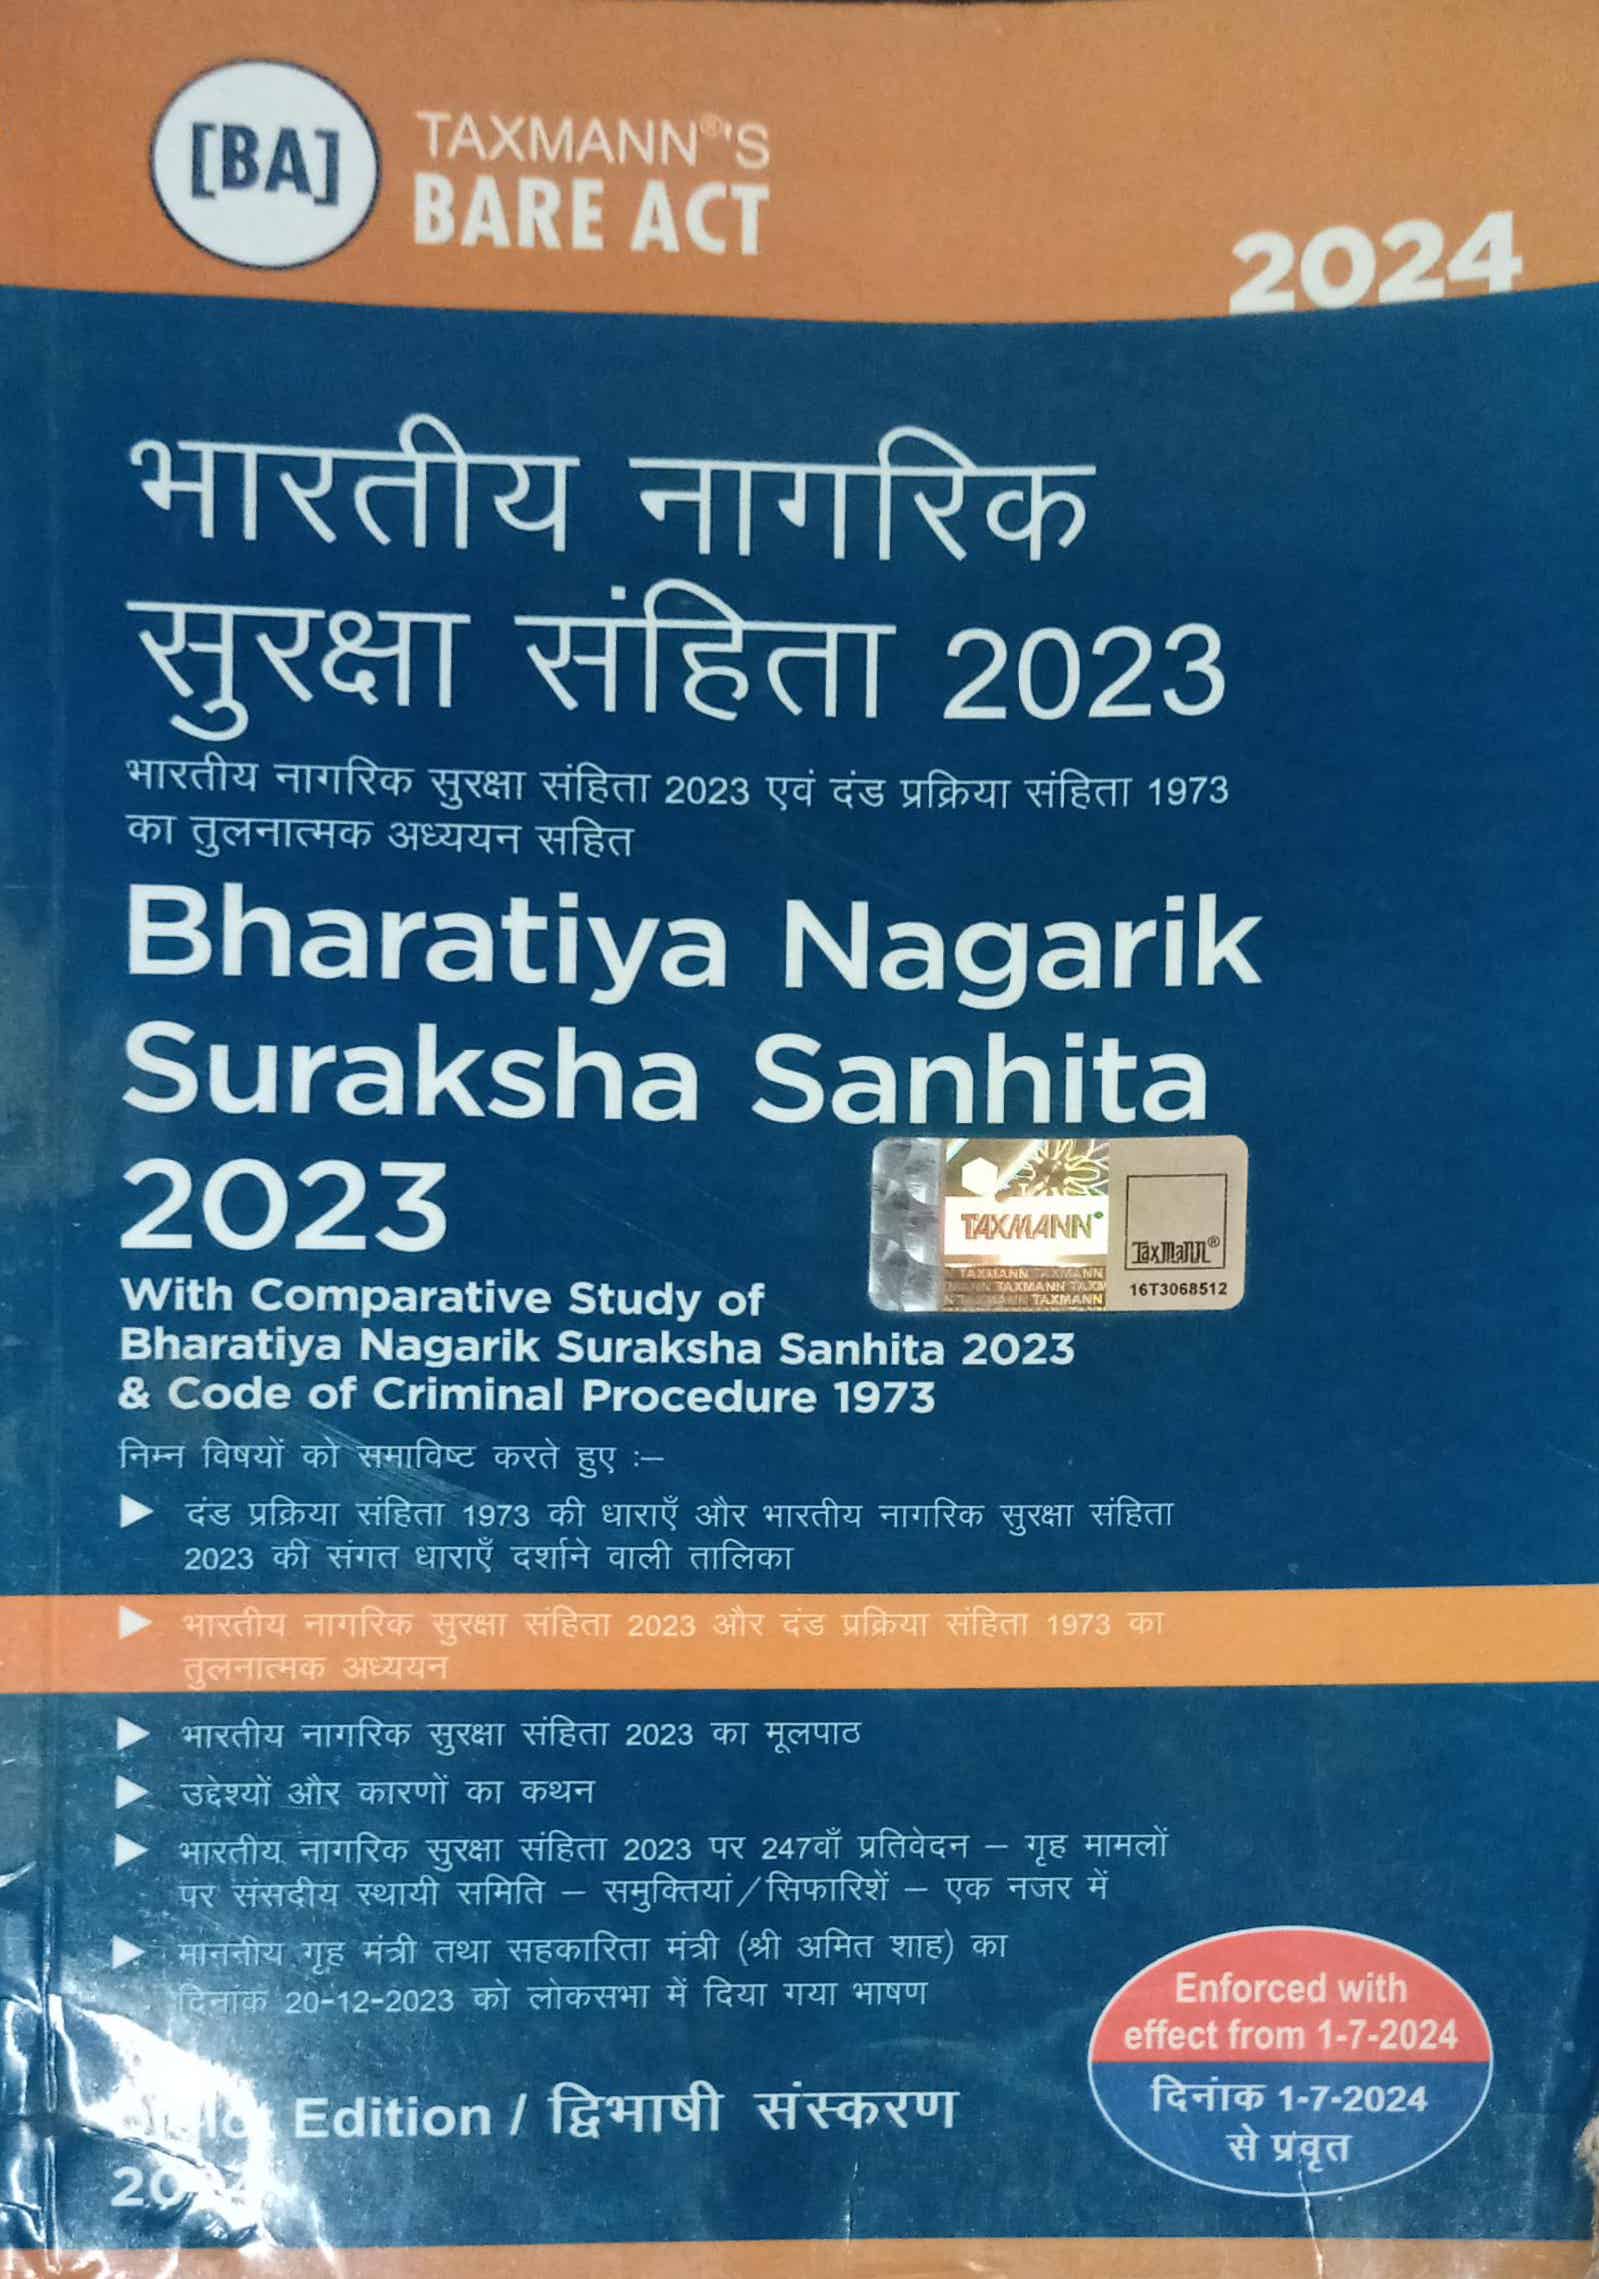 [BA]
TAXMANN®'S
BARE ACT
2024
भारतीय नागरिक
सुरक्षा संहिता 2023
भारतीय नागरिक सुरक्षा संहिता 2023 एवं दंड प्रक्रिया संहिता 1973
का तुलनात्मक अध्ययन सहित
Bharatiya Nagarik
Suraksha Sanhita
2023
TAXMANN
TAXMANN TAXMANN
TAXMANN
TAXMANN
TaxMann®
16T3068512
With Comparative Study of
Bharatiya Nagarik Suraksha Sanhita 2023
& Code of Criminal Procedure 1973
निम्न विषयों को समाविष्ट करते हुए :–
► दंड प्रक्रिया संहिता 1973 की धाराएँ और भारतीय नागरिक सुरक्षा संहिता
2023 की संगत धाराएँ दर्शाने वाली तालिका
► भारतीय नागरिक सुरक्षा संहिता 2023 और दंड प्रक्रिया संहिता 1973 का
तुलनात्मक अध्ययन
► भारतीय नागरिक सुरक्षा संहिता 2023 का मूलपाठ
► उद्देश्यों और कारणों का कथन
► भारतीय नागरिक सुरक्षा संहिता 2023 पर 247वाँ प्रतिवेदन – गृह मामलों
पर संसदीय स्थायी समिति – समुक्तियां/सिफारिशें – एक नजर में
► माननीय गृह मंत्री तथा सहकारिता मंत्री (श्री अमित शाह) का
दिनांक 20-12-2023 को लोकसभा में दिया गया भाषण
Edition / द्विभाषी संस्करण
Enforced with
effect from 1-7-2024
दिनांक 1-7-2024
से प्रवृत